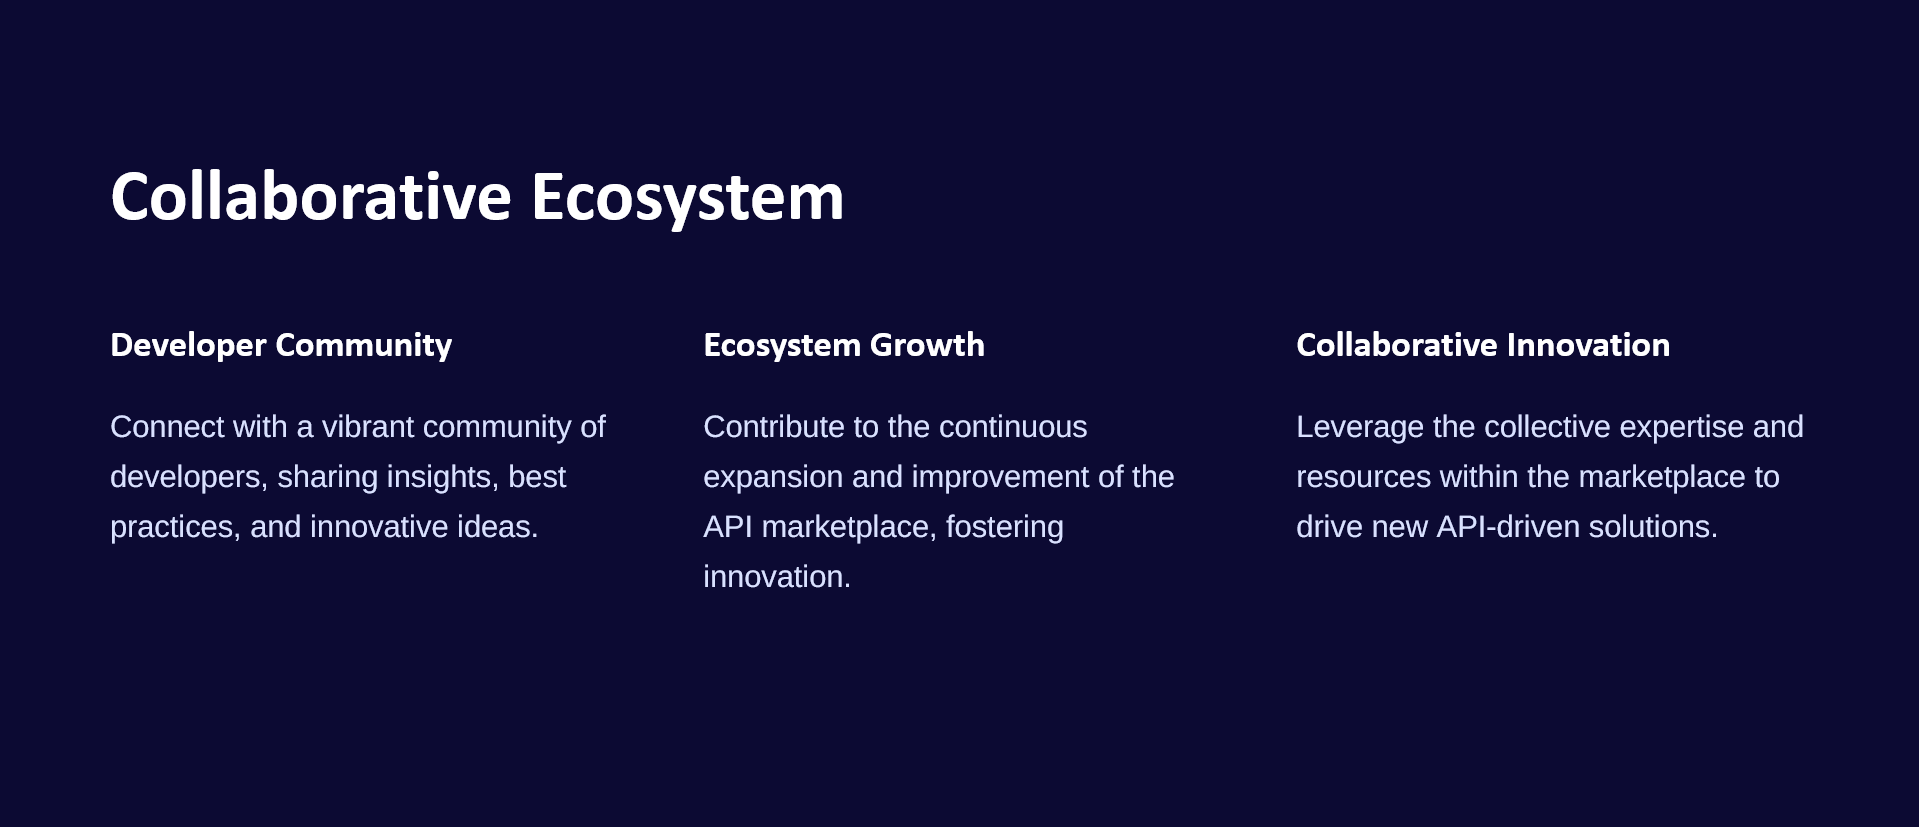 Collaborative Ecosystem
Developer Community
Connect with a vibrant community of
developers, sharing insights, best
practices, and innovative ideas.
Ecosystem Growth
Contribute to the continuous
expansion and improvement of the
API marketplace, fostering
innovation.
Collaborative Innovation
Leverage the collective expertise and
resources within the marketplace to
drive new API-driven solutions.